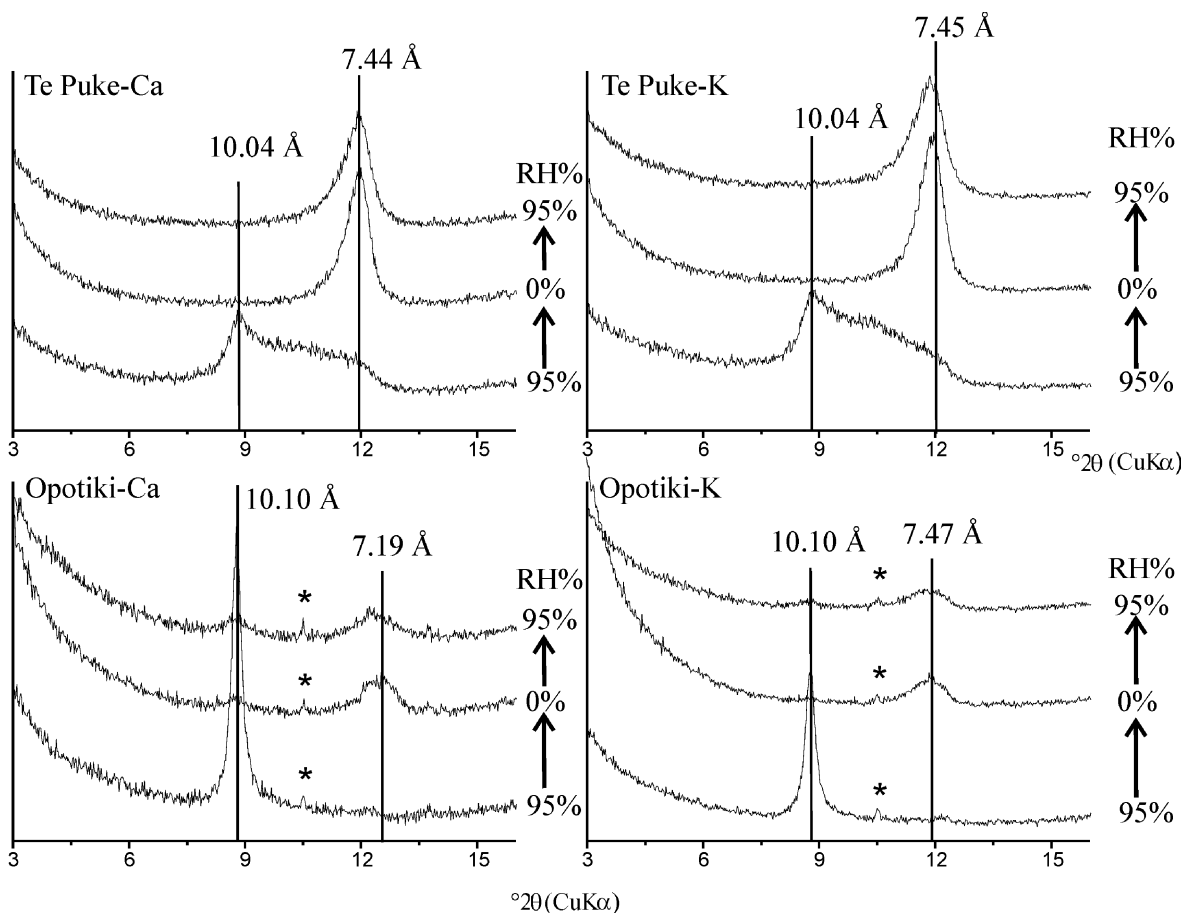 Te Puke-Ca
7.44 Å
10.04 Å
RH%
95%
0%
95%
3 6 9 12 15
Te Puke-K
7.45 Å
10.04 Å
RH%
95%
0%
95%
3 6 9 12 15
°2θ (CuKα)
Opotiki-Ca
10.10 Å
7.19 Å
RH%
*
95%
*
0%
*
95%
3 6 9 12 15
°2θ (CuKα)
Opotiki-K
10.10 Å
7.47 Å
RH%
*
95%
*
0%
*
95%
3 6 9 12 15